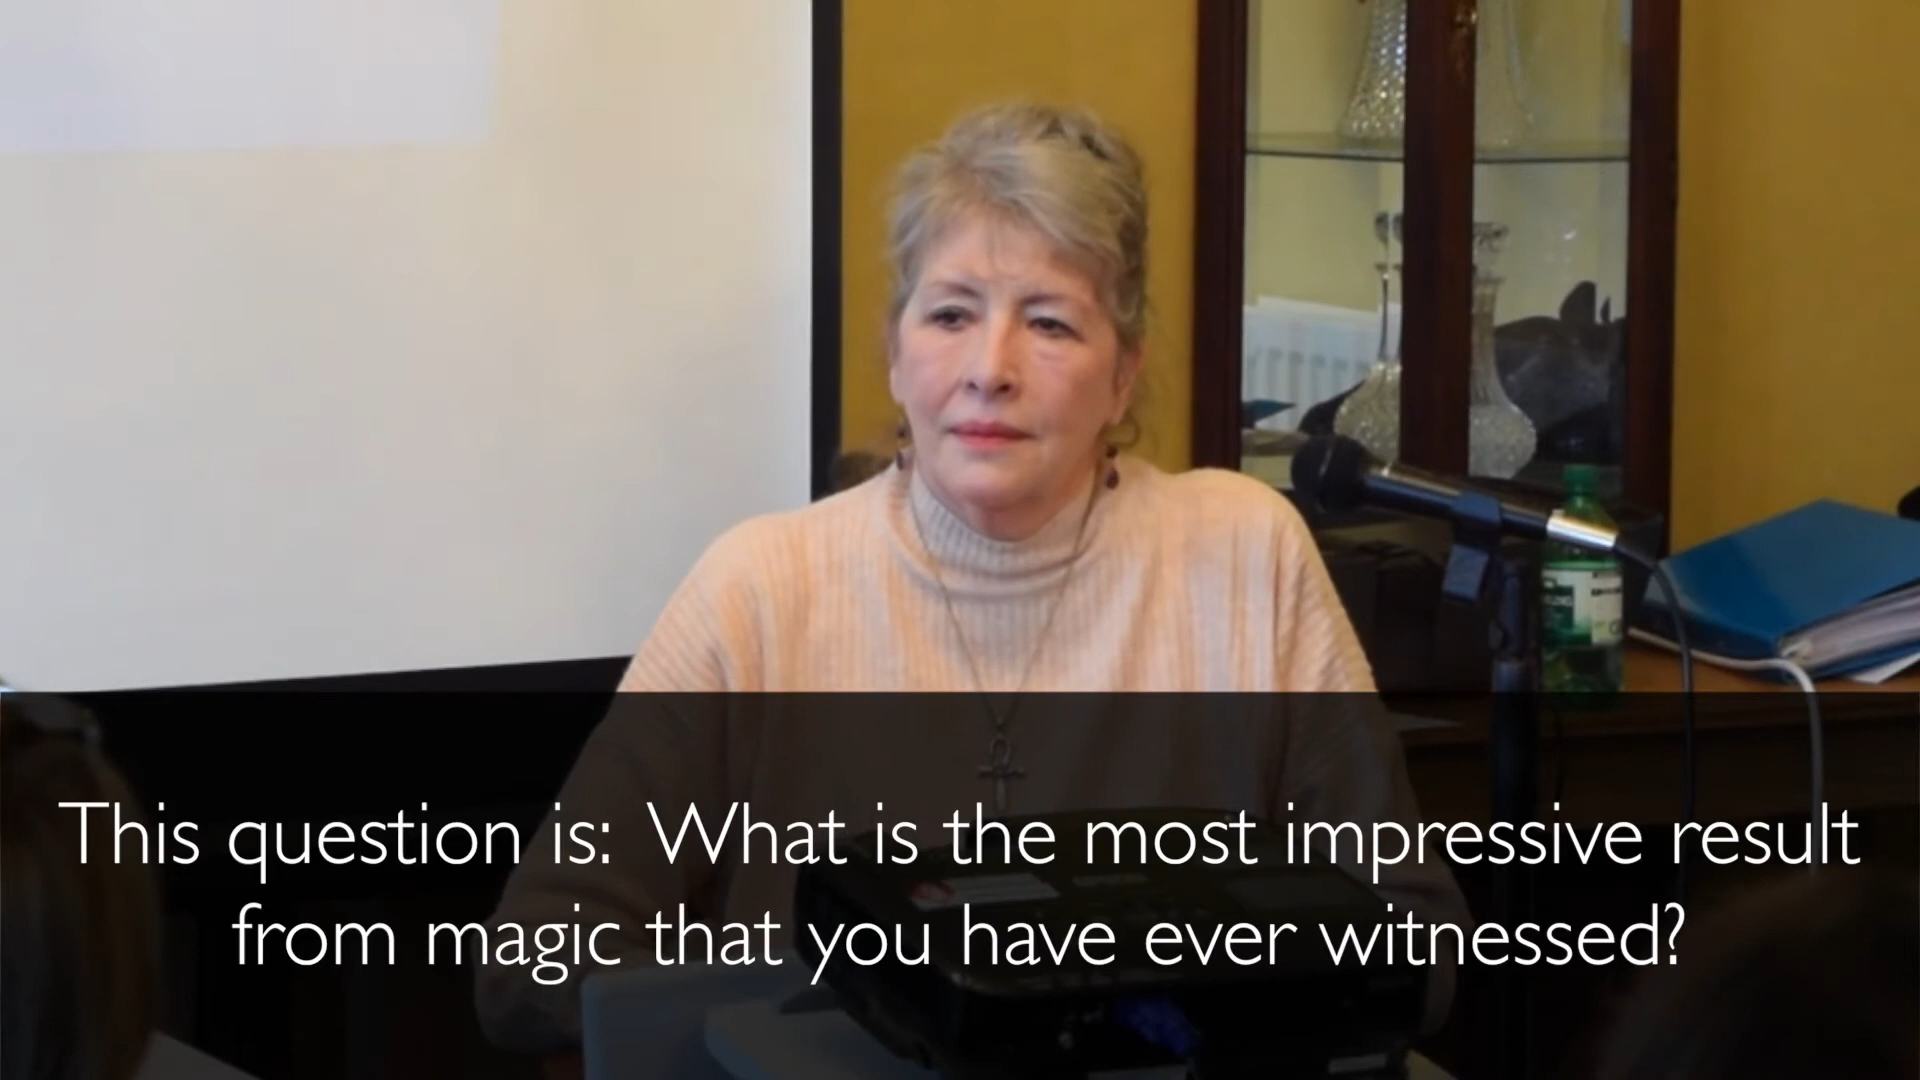 This question is: What is the most impressive result
from magic that you have ever witnessed?